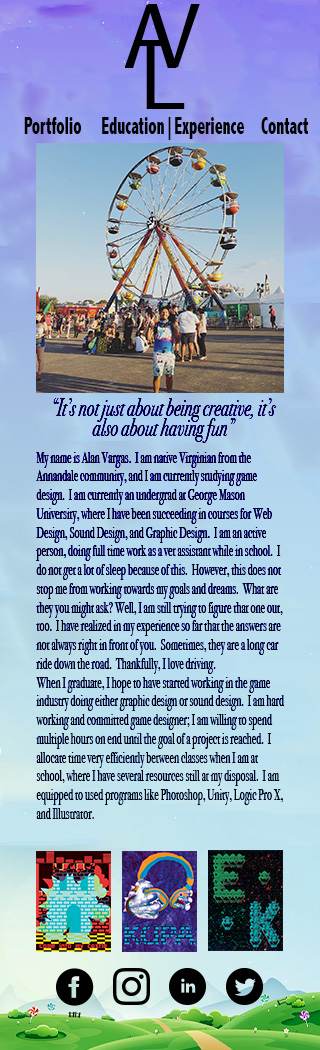 AVL
Portfolio Education | Experience Contact
“It’s not just about being creative, it’s
also about having fun”
My name is Alan Vargas. I am native Virginian from the
Annandale community, and I am currently studying game
design. I am currently an undergrad at George Mason
University, where I have been succeeding in courses for Web
Design, Sound Design, and Graphic Design. I am an active
person, doing full time work as a vet assistant while in school. I
do not get a lot of sleep because of this. However, this does not
stop me from working towards my goals and dreams. What are
they you might ask? Well, I am still trying to figure that one out,
too. I have realized in my experience so far that the answers are
not always right in front of you. Sometimes, they are a long car
ride down the road. Thankfully, I love driving.
When I graduate, I hope to have started working in the game
industry doing either graphic design or sound design. I am hard
working and committed game designer; I am willing to spend
multiple hours on end until the goal of a project is reached. I
allocate time very efficiently between classes when I am at
school, where I have several resources still at my disposal. I am
equipped to used programs like Photoshop, Unity, Logic Pro X,
and Illustrator.
E
K
in